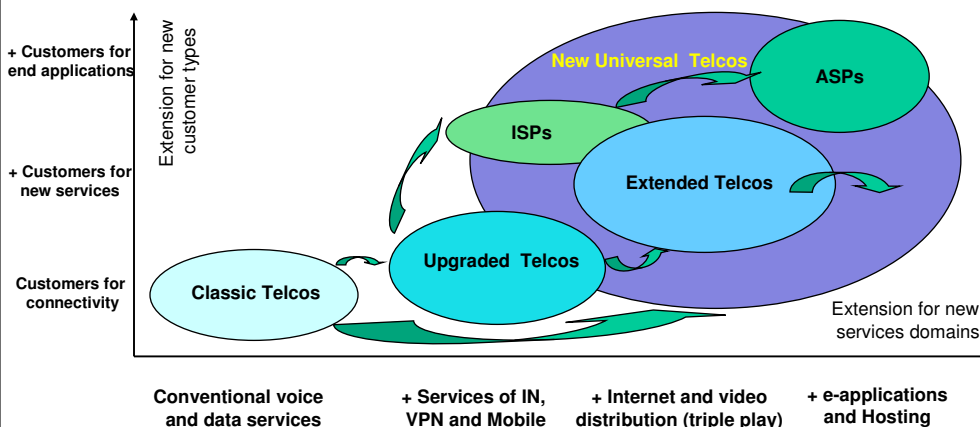 + Customers for
end applications
+ Customers for
new services
Customers for
connectivity
Extension for new
customer types
New Universal Telcos
ASPs
ISPs
Extended Telcos
Upgraded Telcos
Classic Telcos
Extension for new
services domains
Conventional voice
and data services
+ Services of IN,
VPN and Mobile
+ Internet and video
distribution (triple play)
+ e-applications
and Hosting